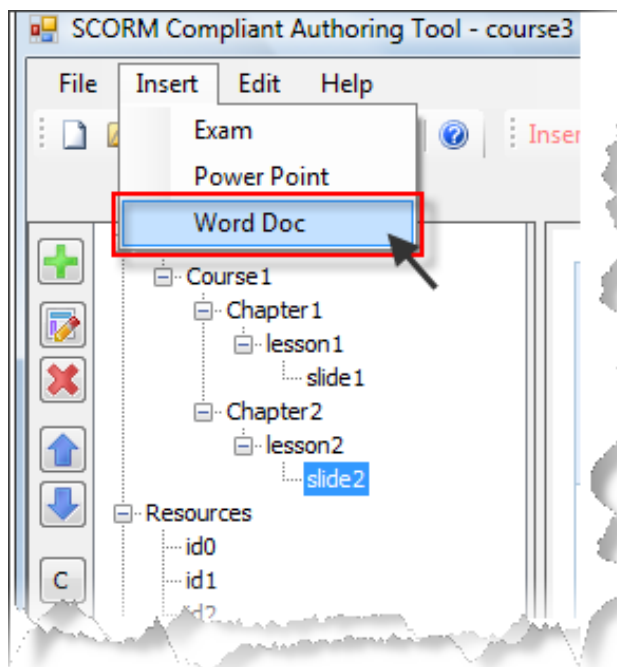 SCORM Compliant Authoring Tool - course3
File Insert Edit Help
Exam
Power Point
Word Doc
Course1
Chapter1
lesson1
slide1
Chapter2
lesson2
slide2
Resources
id0
id1
id2
C